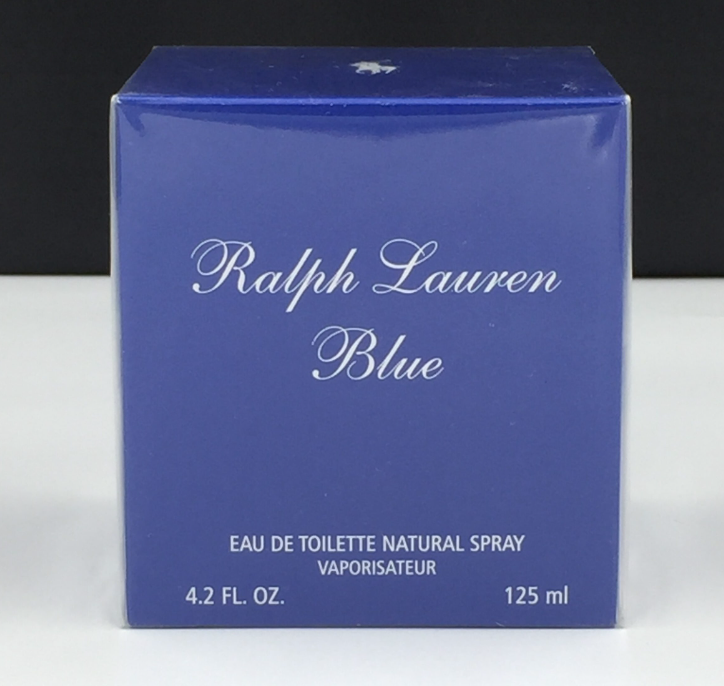 Ralph Lauren
Blue
EAU DE TOILETTE NATURAL SPRAY
VAPORISATEUR
4.2 FL. OZ. 125 ml